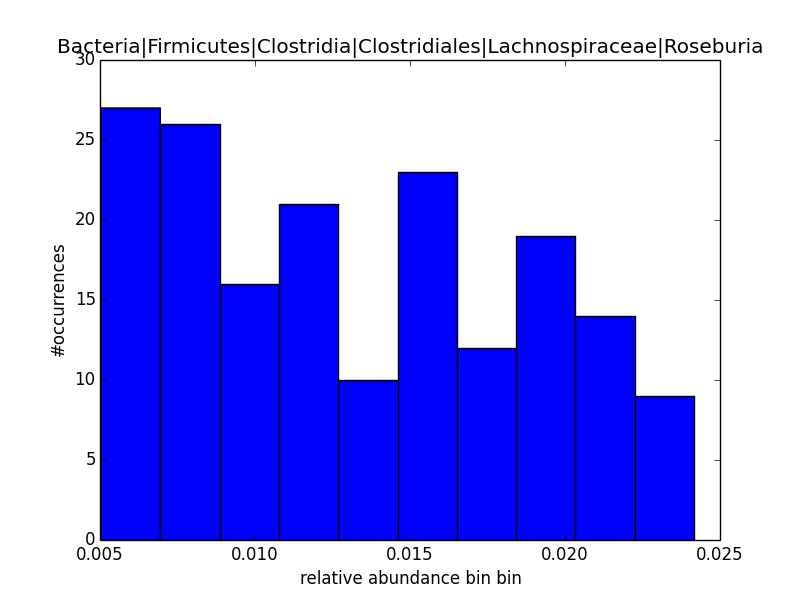 Bacteria|Firmicutes|Clostridia|Clostridiales|Lachnospiraceae|Roseburia
30
25
20
15
10
5
0
#occurrences
0.005 0.010 0.015 0.020 0.025
relative abundance bin bin